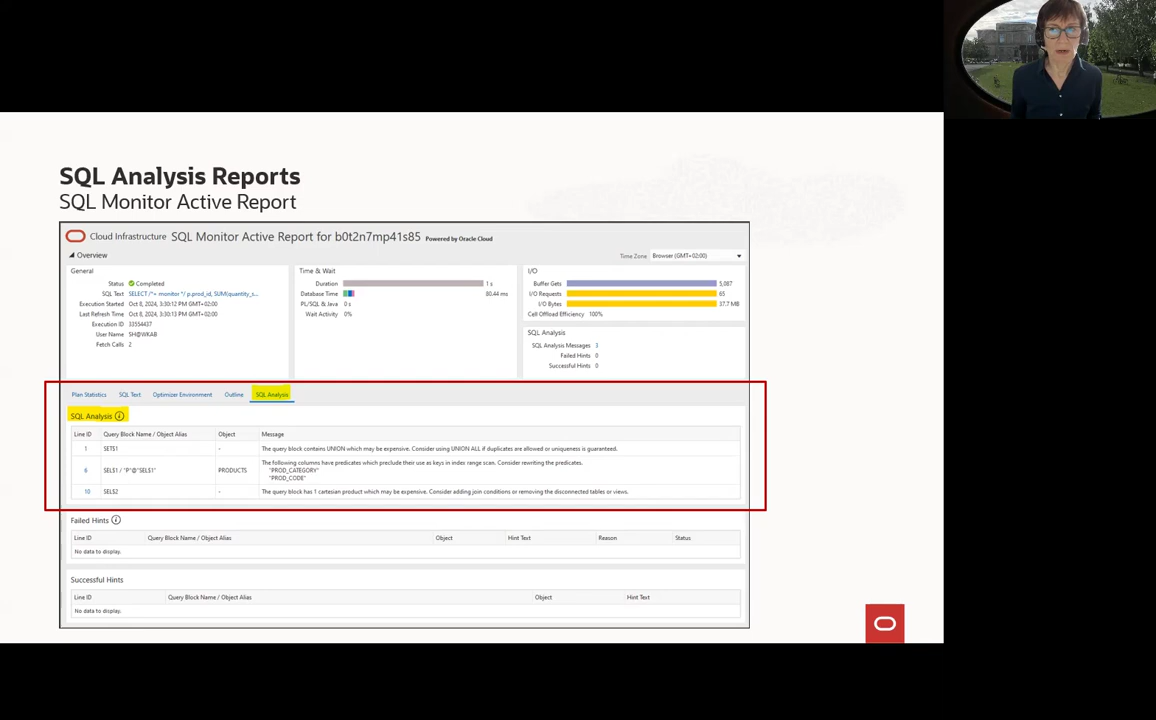 SQL Analysis Reports
SQL Monitor Active Report
Cloud Infrastructure SQL Monitor Active Report for b0t2n7mp41s85 Powered by Oracle Cloud
Overview
Time Zone Browser (GMT+02:00)
General
Status Completed
SQL Text SELECT /*+ monitor */ p.prod_id, SUM(quantity_s...
Execution Started Oct 8, 2024, 3:30:12 PM GMT+02:00
Last Refresh Time Oct 8, 2024, 3:30:13 PM GMT+02:00
Execution ID 33554437
User Name SH@WKAB
Fetch Calls 2
Time & Wait
Duration 1 s
Database Time 80.44 ms
PL/SQL & Java 0 s
Wait Activity 0%
I/O
Buffer Gets 5,087
I/O Requests 65
I/O Bytes 37.7 MB
Cell Offload Efficiency 100%
SQL Analysis
SQL Analysis Messages 3
Failed Hints 0
Successful Hints 0
Plan Statistics SQL Text Optimizer Environment Outline SQL Analysis
SQL Analysis
Line ID Query Block Name / Object Alias Object Message
1 SET$1 - The query block contains UNION which may be expensive. Consider using UNION ALL if duplicates are allowed or uniqueness is guaranteed.
6 SEL$1 / "P"@"SEL$1" PRODUCTS The following columns have predicates which preclude their use as keys in index range scan. Consider rewriting the predicates.
"PROD_CATEGORY"
"PROD_CODE"
10 SEL$2 - The query block has 1 cartesian product which may be expensive. Consider adding join conditions or removing the disconnected tables or views.
Failed Hints
Line ID Query Block Name / Object Alias Object Hint Text Reason Status
No data to display.
Successful Hints
Line ID Query Block Name / Object Alias Object Hint Text
No data to display.